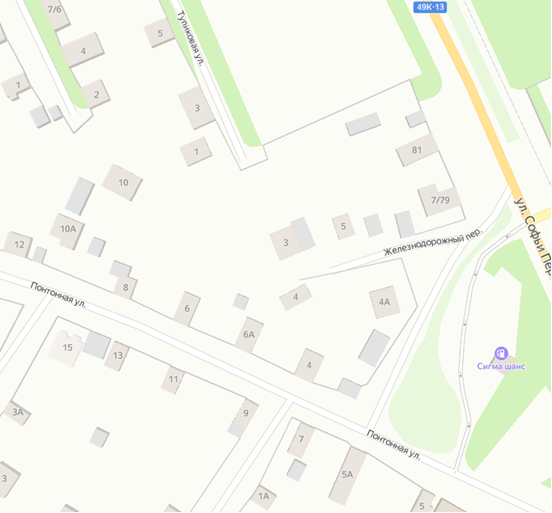 7/6
49К-13
5
Тупиковая ул.
4
1
2
3
1
81
10
7/79
ул. Софьи Пер
10А
5
12
3
Железнодорожный пер.
8
4
4А
Понтонная ул.
6
6А
15
13
4
Сигма шанс
11
3А
9
7
Понтонная ул.
3
5А
1А
5